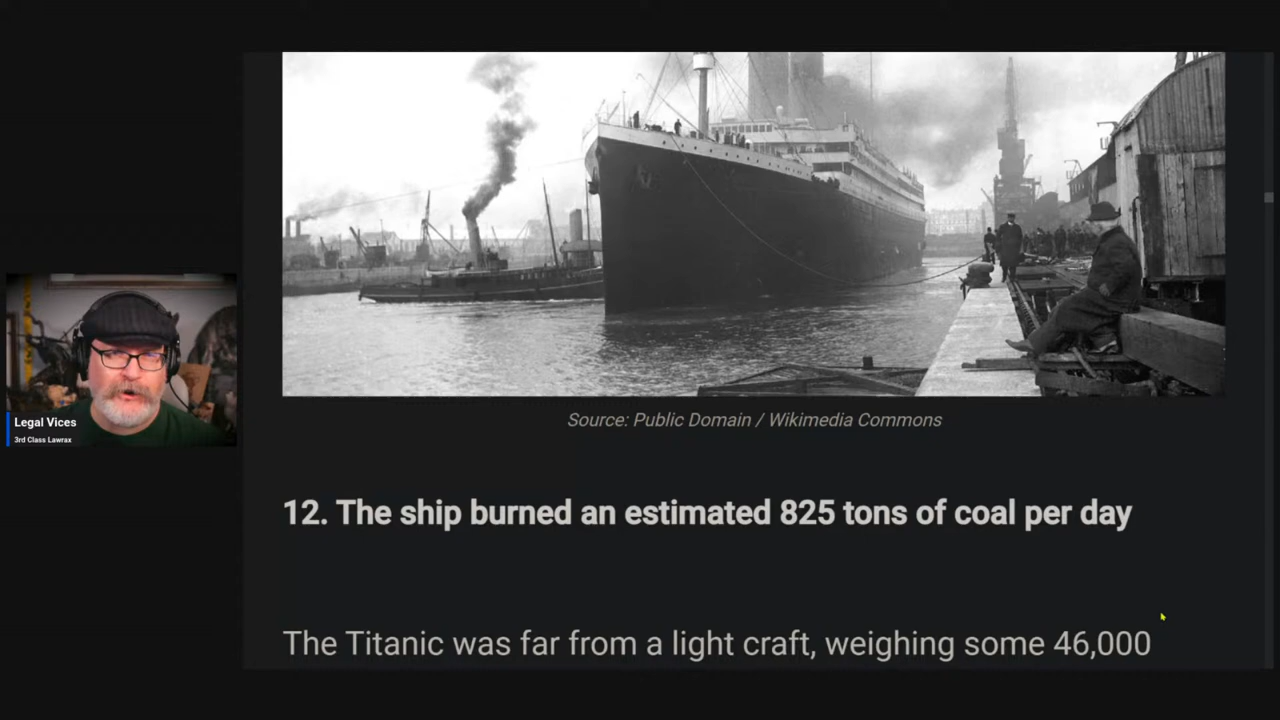 Legal Vices
3rd Class Lawrax
Source: Public Domain / Wikimedia Commons
12. The ship burned an estimated 825 tons of coal per day
The Titanic was far from a light craft, weighing some 46,000